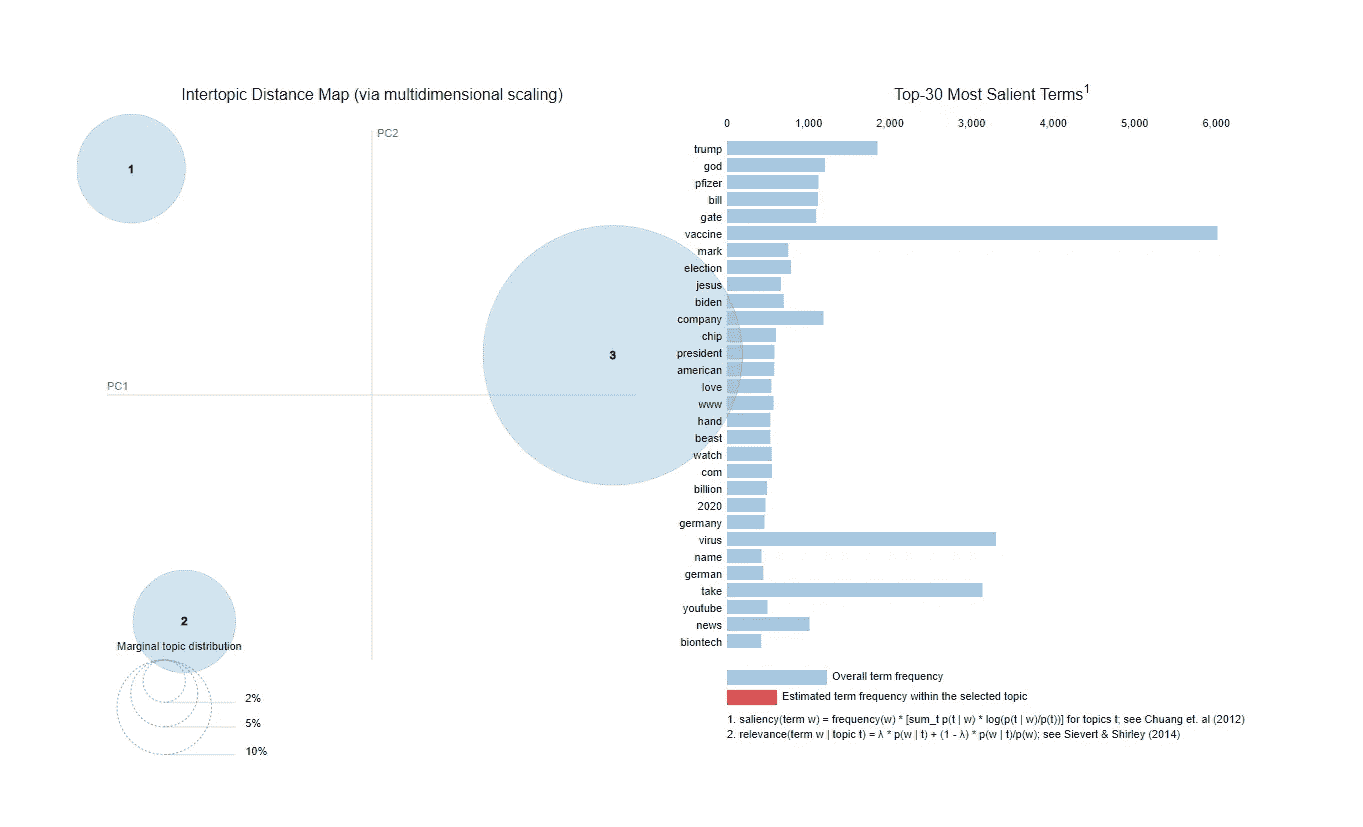 Intertopic Distance Map (via multidimensional scaling)
PC2
1
3
PC1
2
Marginal topic distribution
2%
5%
10%
Top-30 Most Salient Terms1
0 1,000 2,000 3,000 4,000 5,000 6,000
trump
god
pfizer
bill
gate
vaccine
mark
election
jesus
biden
company
chip
president
american
love
www
hand
beast
watch
com
billion
2020
germany
virus
name
german
take
youtube
news
biontech
Overall term frequency
Estimated term frequency within the selected topic
1. saliency(term w) = frequency(w) * [sum_t p(t | w) * log(p(t | w)/p(t))] for topics t; see Chuang et. al (2012)
2. relevance(term w | topic t) = λ * p(w | t) + (1 - λ) * p(w | t)/p(w); see Sievert & Shirley (2014)